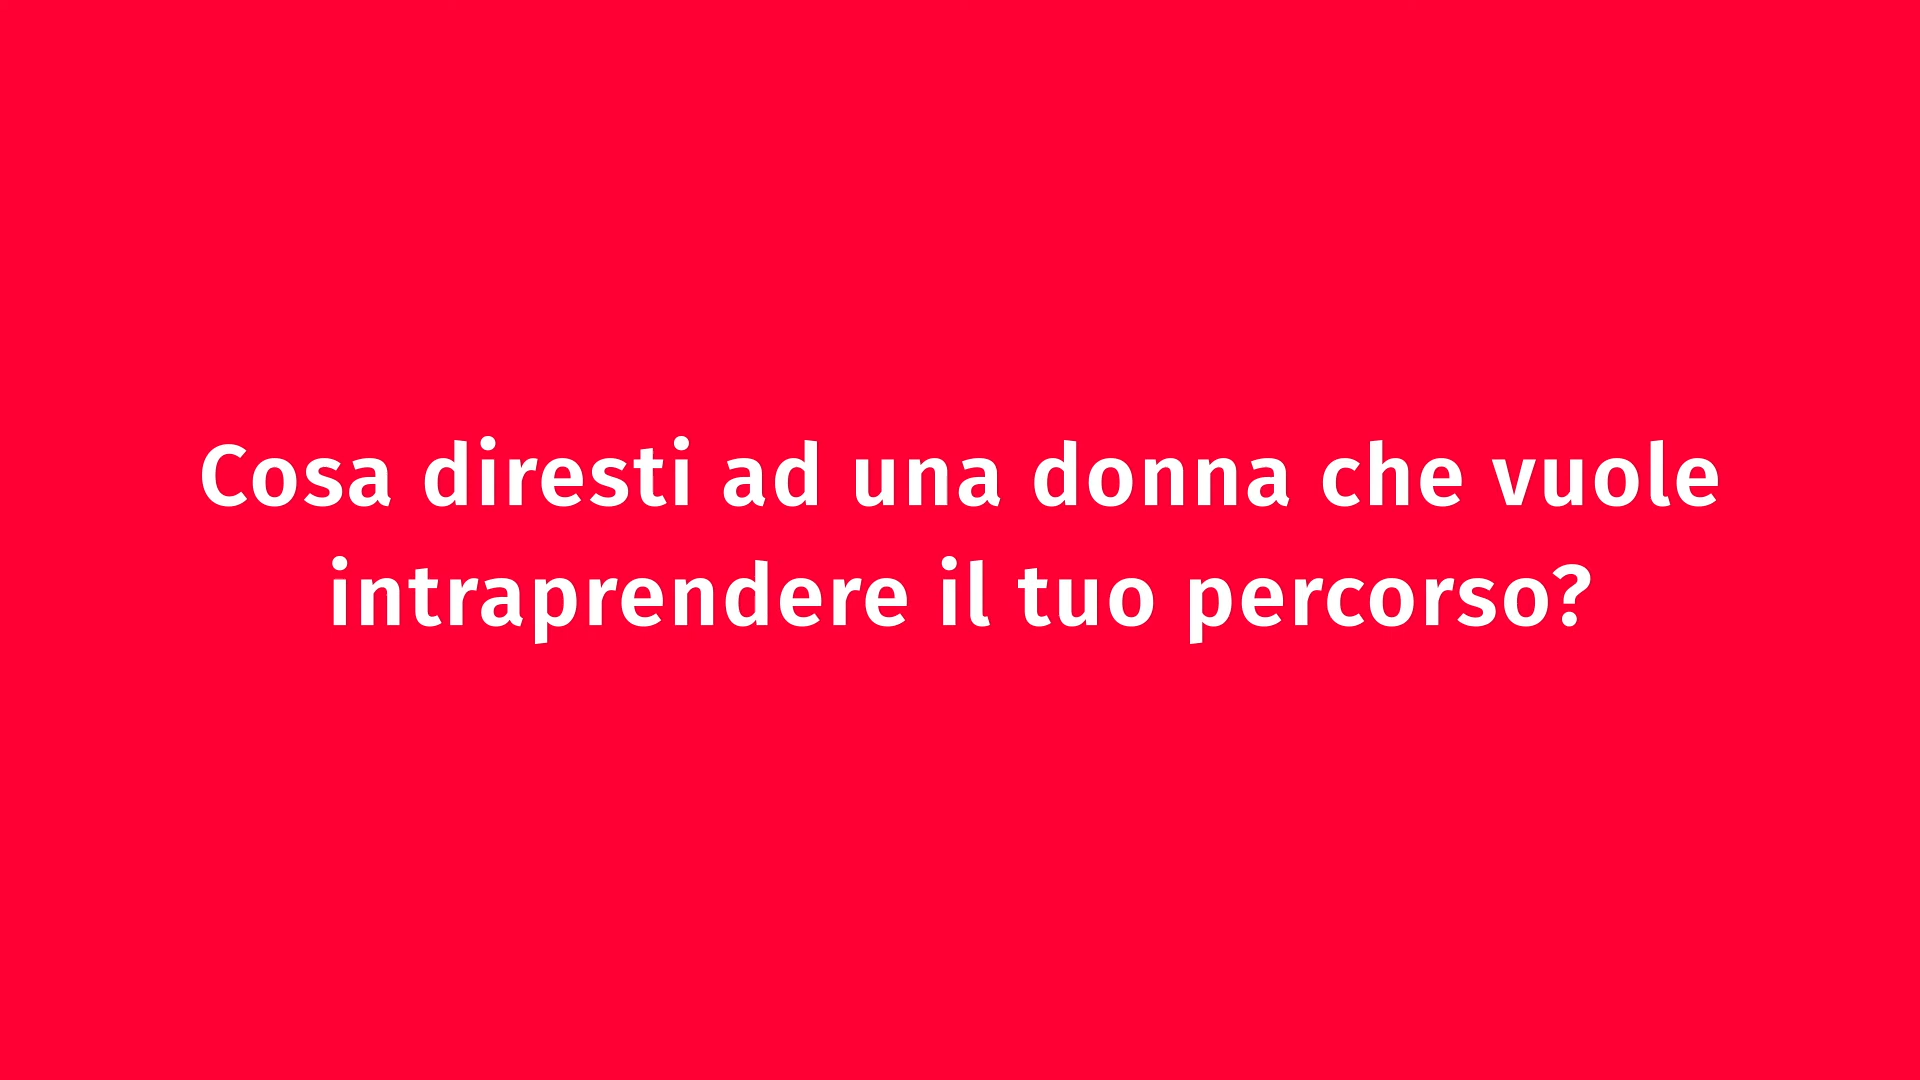 Cosa diresti ad una donna che vuole
intraprendere il tuo percorso?